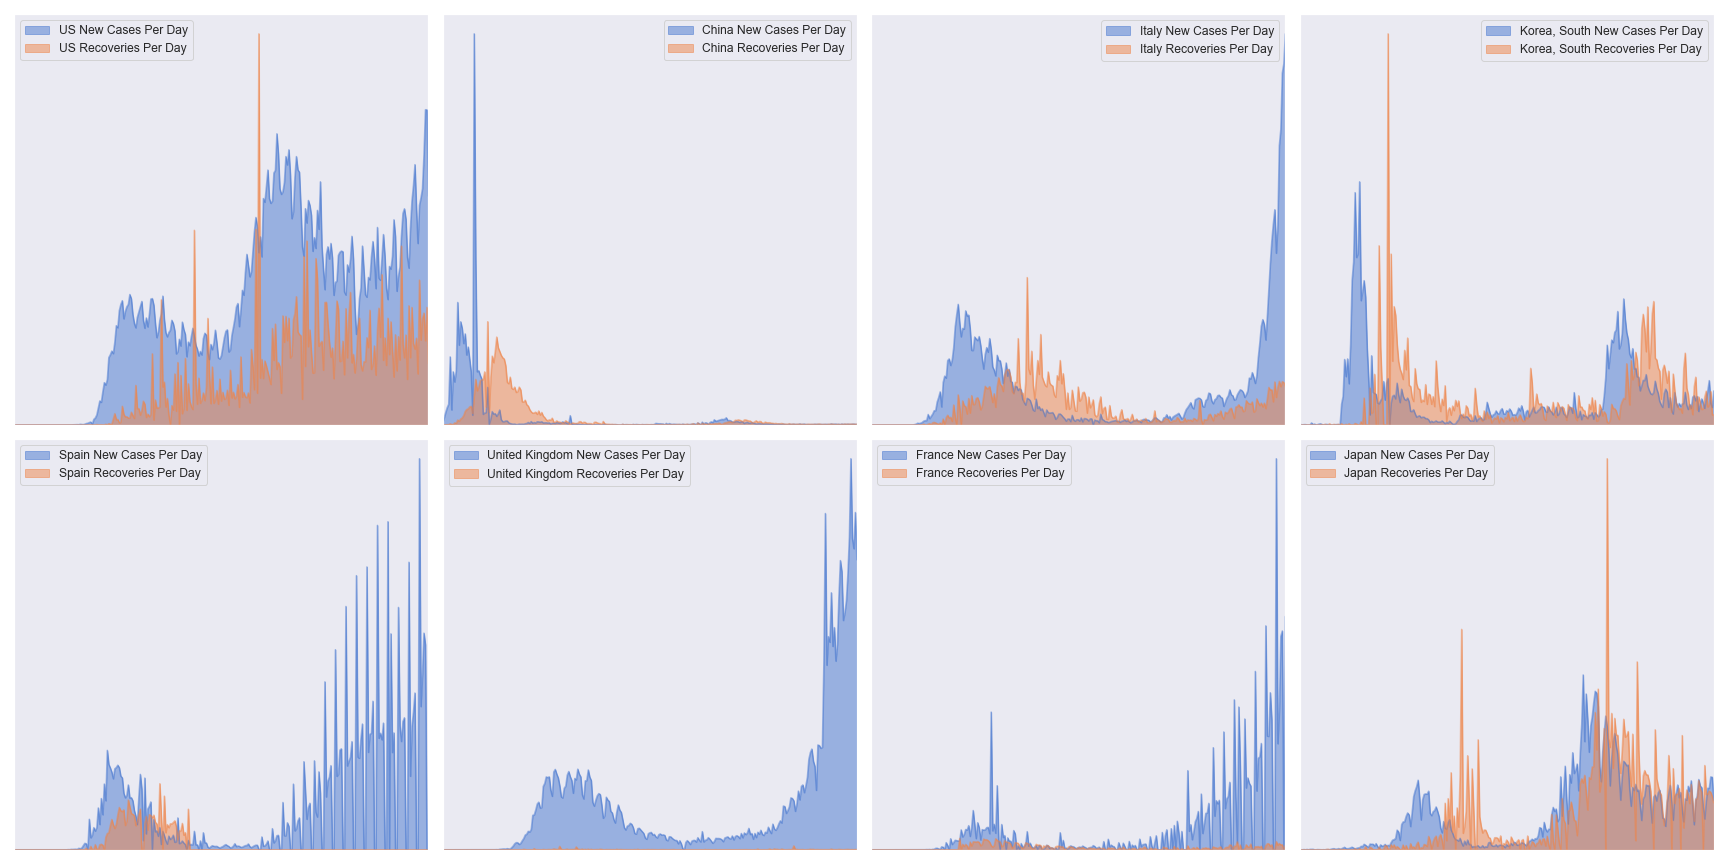 US New Cases Per Day
US Recoveries Per Day
China New Cases Per Day
China Recoveries Per Day
Italy New Cases Per Day
Italy Recoveries Per Day
Korea, South New Cases Per Day
Korea, South Recoveries Per Day
Spain New Cases Per Day
Spain Recoveries Per Day
United Kingdom New Cases Per Day
United Kingdom Recoveries Per Day
France New Cases Per Day
France Recoveries Per Day
Japan New Cases Per Day
Japan Recoveries Per Day